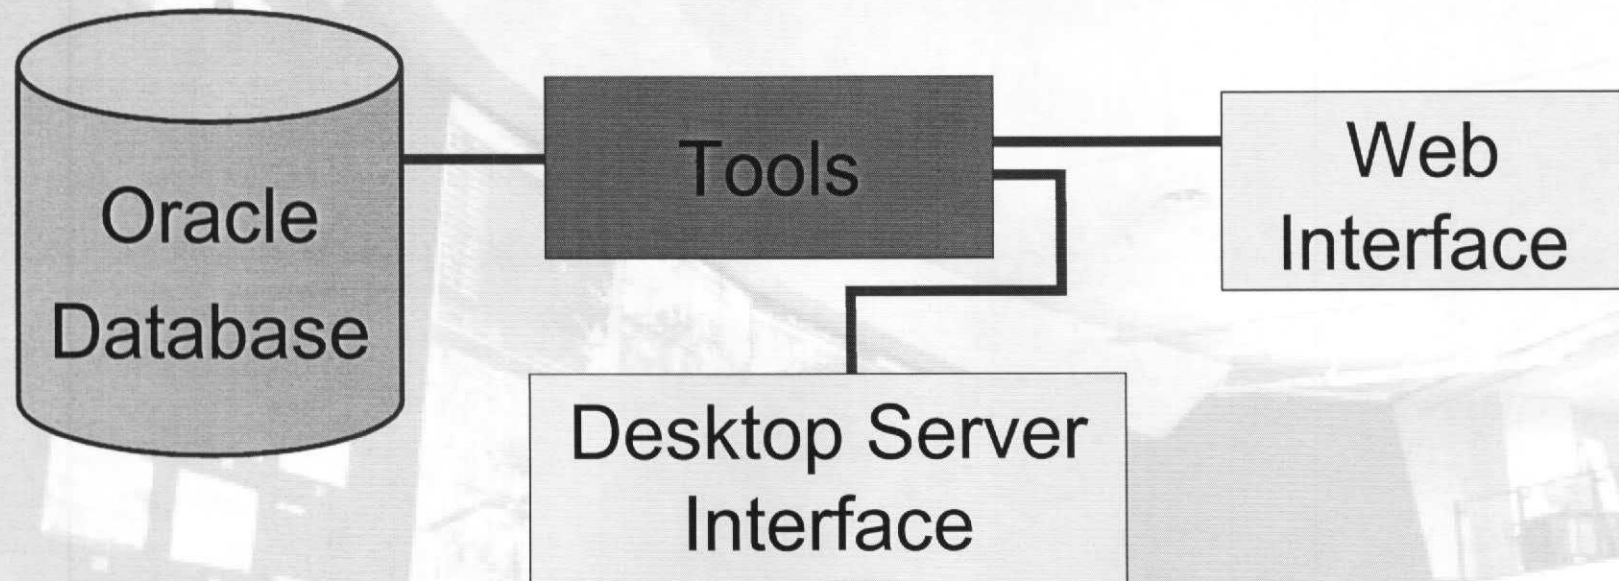 Oracle
Database
Tools
Web
Interface
Desktop Server
Interface